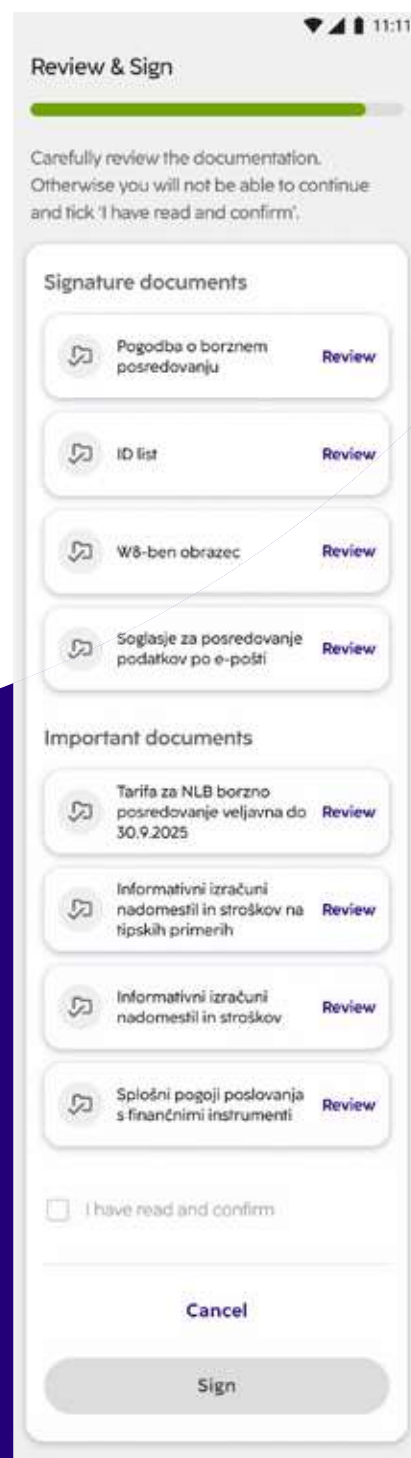 11:11
Review & Sign
Carefully review the documentation.
Otherwise you will not be able to continue
and tick 'I have read and confirm'.
Signature documents
Pogodba o borznem
posredovanju
Review
ID list
Review
W8-ben obrazec
Review
Soglasje za posredovanje
podatkov po e-pošti
Review
Important documents
Tarifa za NLB borzno
posredovanje veljavna do
30.9.2025
Review
Informativni izračuni
nadomestil in stroškov na
tipskih primerih
Review
Informativni izračuni
nadomestil in stroškov
Review
Splošni pogoji poslovanja
s finančnimi instrumenti
Review
I have read and confirm
Cancel
Sign